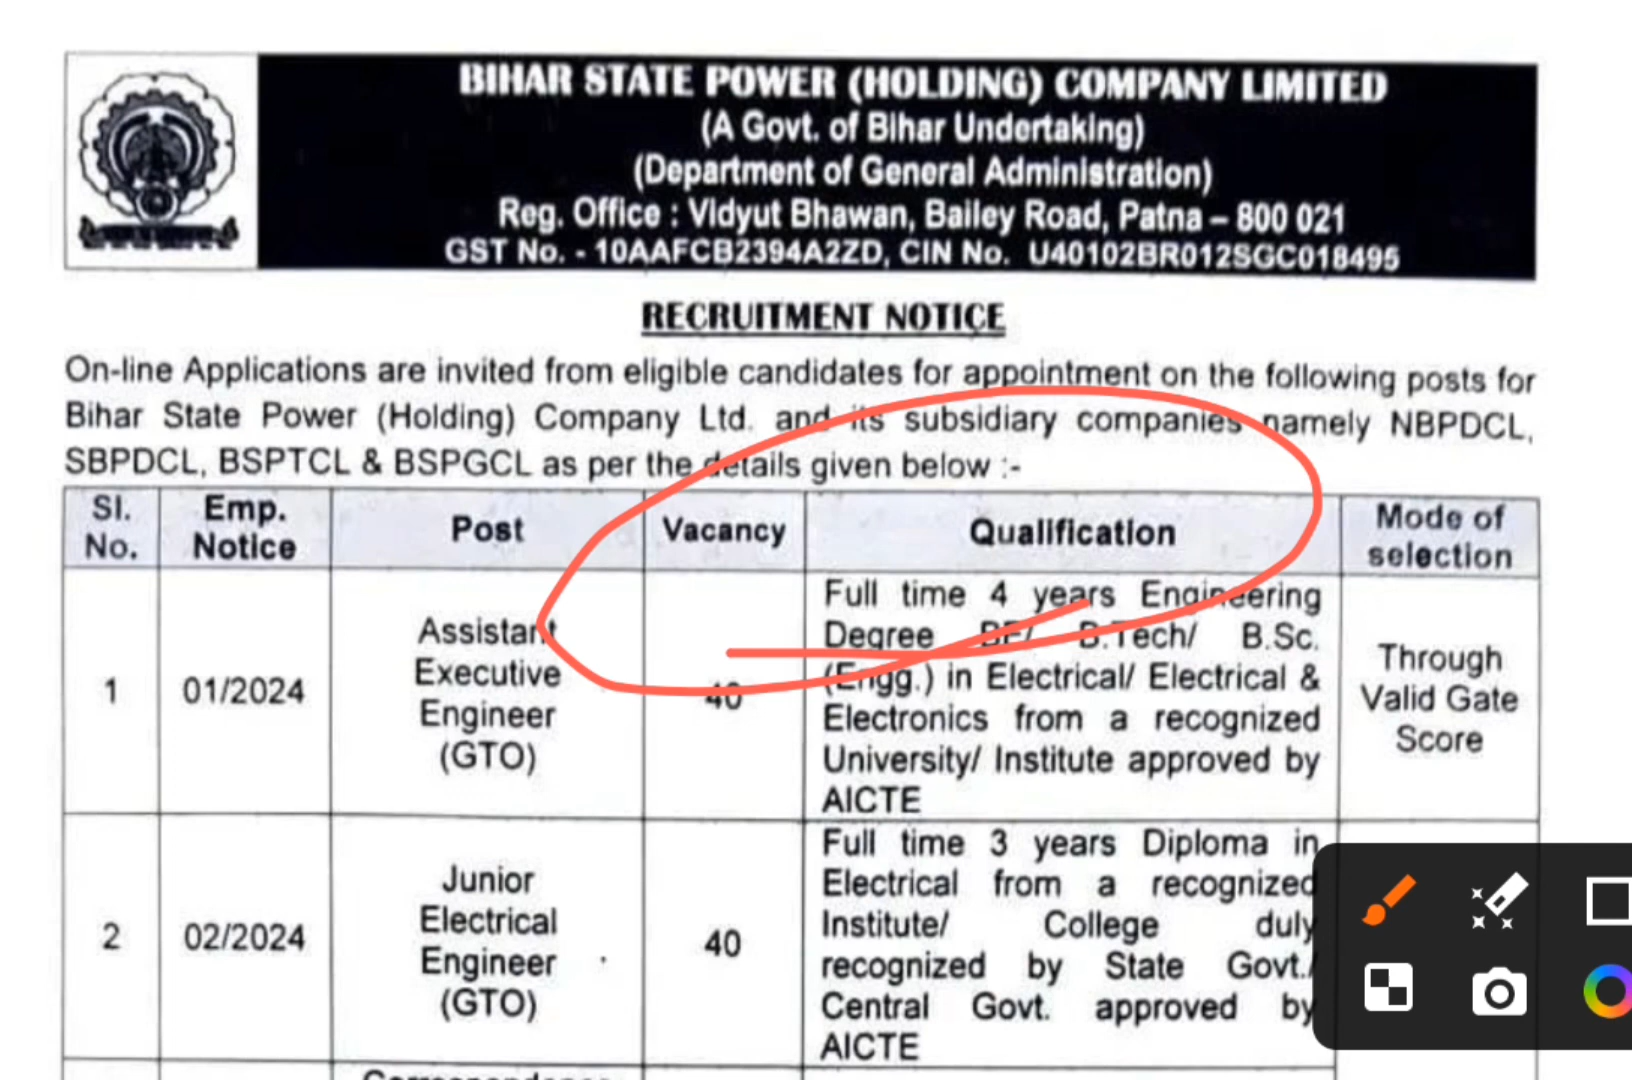 BIHAR STATE POWER (HOLDING) COMPANY LIMITED
(A Govt. of Bihar Undertaking)
(Department of General Administration)
Reg. Office : Vidyut Bhawan, Bailey Road, Patna – 800 021
GST No. - 10AAFCB2394A2ZD, CIN No. U40102BR012SGC018495
RECRUITMENT NOTICE
On-line Applications are invited from eligible candidates for appointment on the following posts for
Bihar State Power (Holding) Company Ltd. and its subsidiary companies namely NBPDCL,
SBPDCL, BSPTCL & BSPGCL as per the details given below :-
Sl. No.
Emp. Notice
Post
Vacancy
Qualification
Mode of selection
1
01/2024
Assistant
Executive
Engineer
(GTO)
40
Full time 4 years Engineering
Degree BE/ B.Tech/ B.Sc.
(Engg.) in Electrical/ Electrical &
Electronics from a recognized
University/ Institute approved by
AICTE
Through
Valid Gate
Score
2
02/2024
Junior
Electrical
Engineer
(GTO)
40
Full time 3 years Diploma in
Electrical from a recognized
Institute/ College duly
recognized by State Govt./
Central Govt. approved by
AICTE